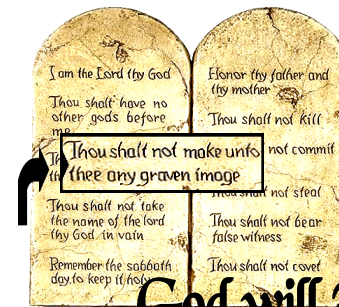 I am the Lord thy God
Thou shalt have no
other gods before
me
Thou shalt not make unto
thee any graven image
Thou shalt not take
the name of the lord
thy God in vain
Remember the sabbath
day, to keep it holy
Honor thy father and
thy mother
Thou shalt not kill
not commit
not steal
Thou shalt not bear
false witness
Thou shalt not covet
God will